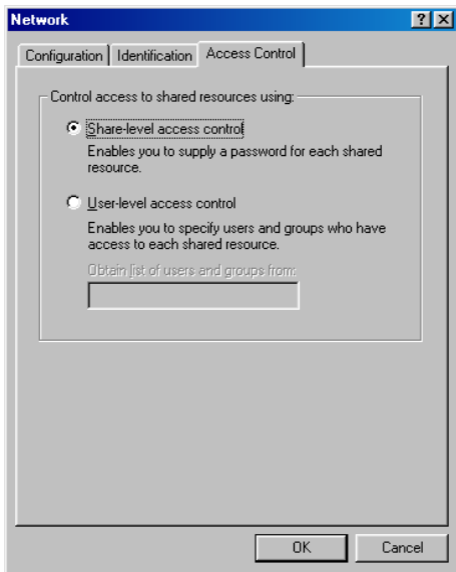 Network
Configuration Identification Access Control
Control access to shared resources using:
Share-level access control
Enables you to supply a password for each shared
resource.
User-level access control
Enables you to specify users and groups who have
access to each shared resource.
Obtain list of users and groups from:
OK Cancel